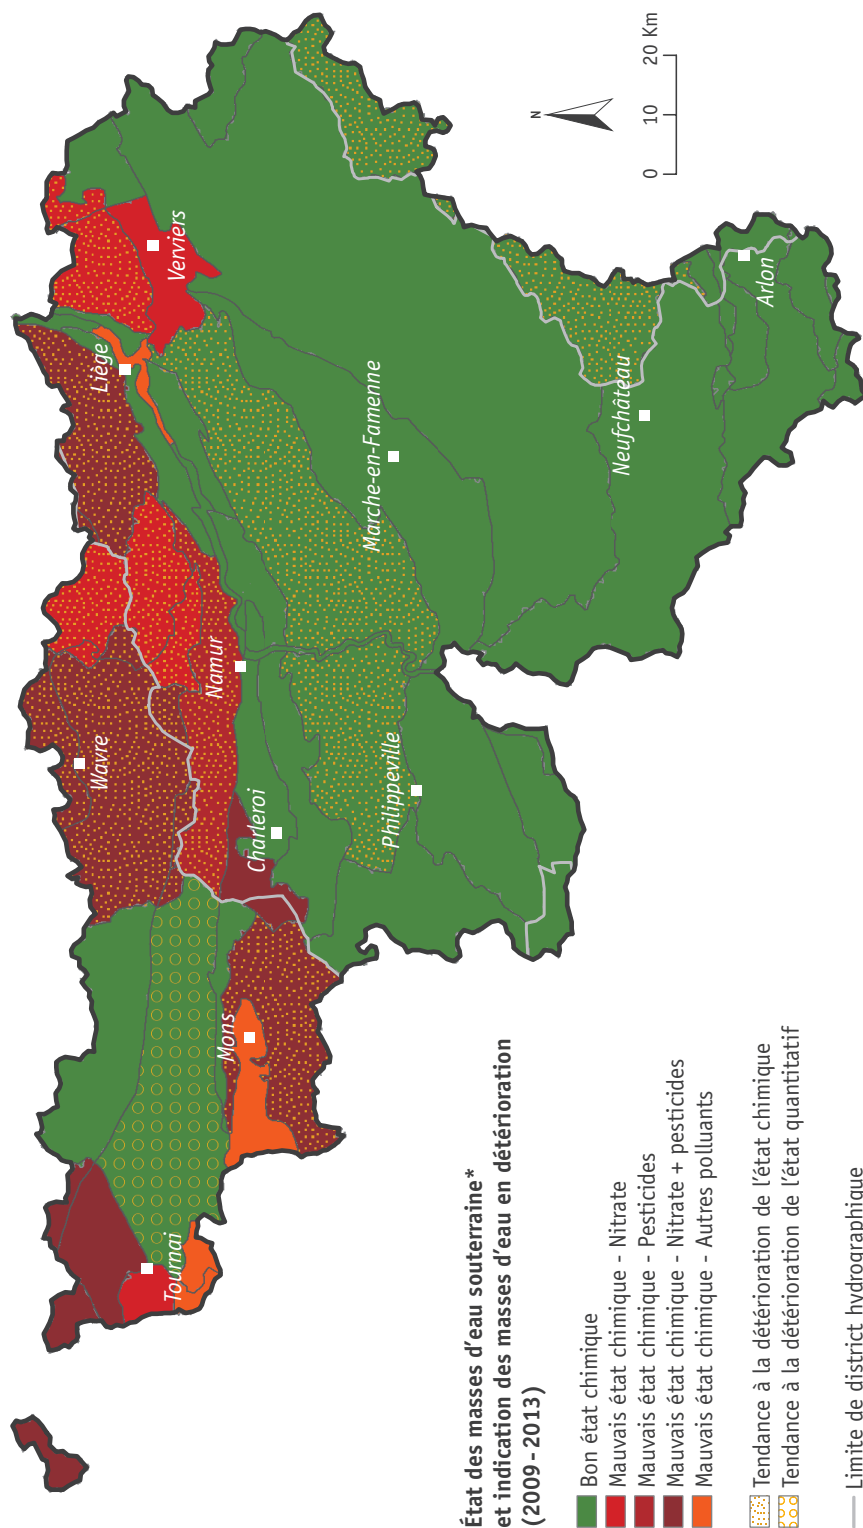 N
0 10 20 Km
Liège
Verviers
Wavre
Namur
Charleroi
Mons
Tournai
Marche-en-Famenne
Philippeville
Neufchâteau
Arlon
État des masses d'eau souterraine*
et indication des masses d'eau en détérioration
(2009-2013)
Bon état chimique
Mauvais état chimique - Nitrate
Mauvais état chimique - Pesticides
Mauvais état chimique - Nitrate + pesticides
Mauvais état chimique - Autres polluants
Tendance à la détérioration de l'état chimique
Tendance à la détérioration de l'état quantitatif
Limite de district hydrographique